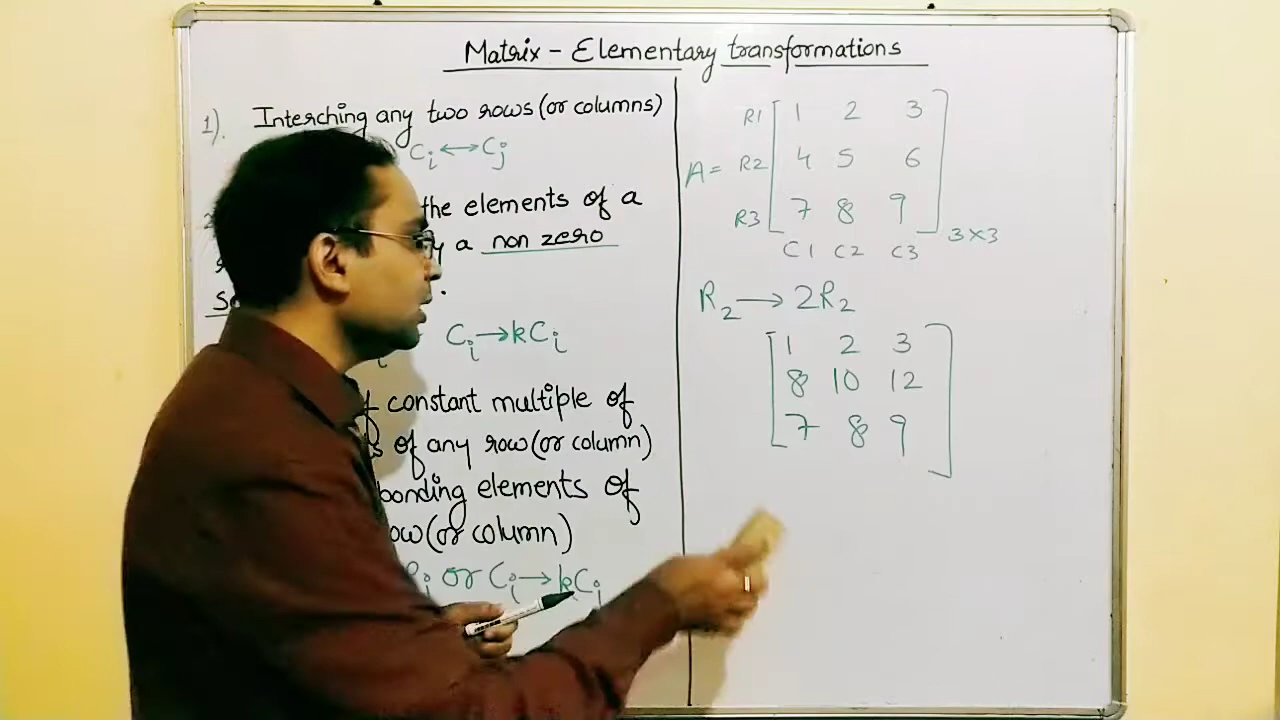 Matrix - Elementary transformations
1). Interching any two rows (or columns)
Ci ↔ Cj
the elements of a
a non zero
Ci → kCi
constant multiple of
of any row (or column)
elements of
(or column)
or Ci → kCj
R1 [ 1 2 3 ]
A = R2 [ 4 5 6 ]
R3 [ 7 8 9 ] 3×3
C1 C2 C3
R2 → 2R2
[ 1 2 3 ]
[ 8 10 12 ]
[ 7 8 9 ]